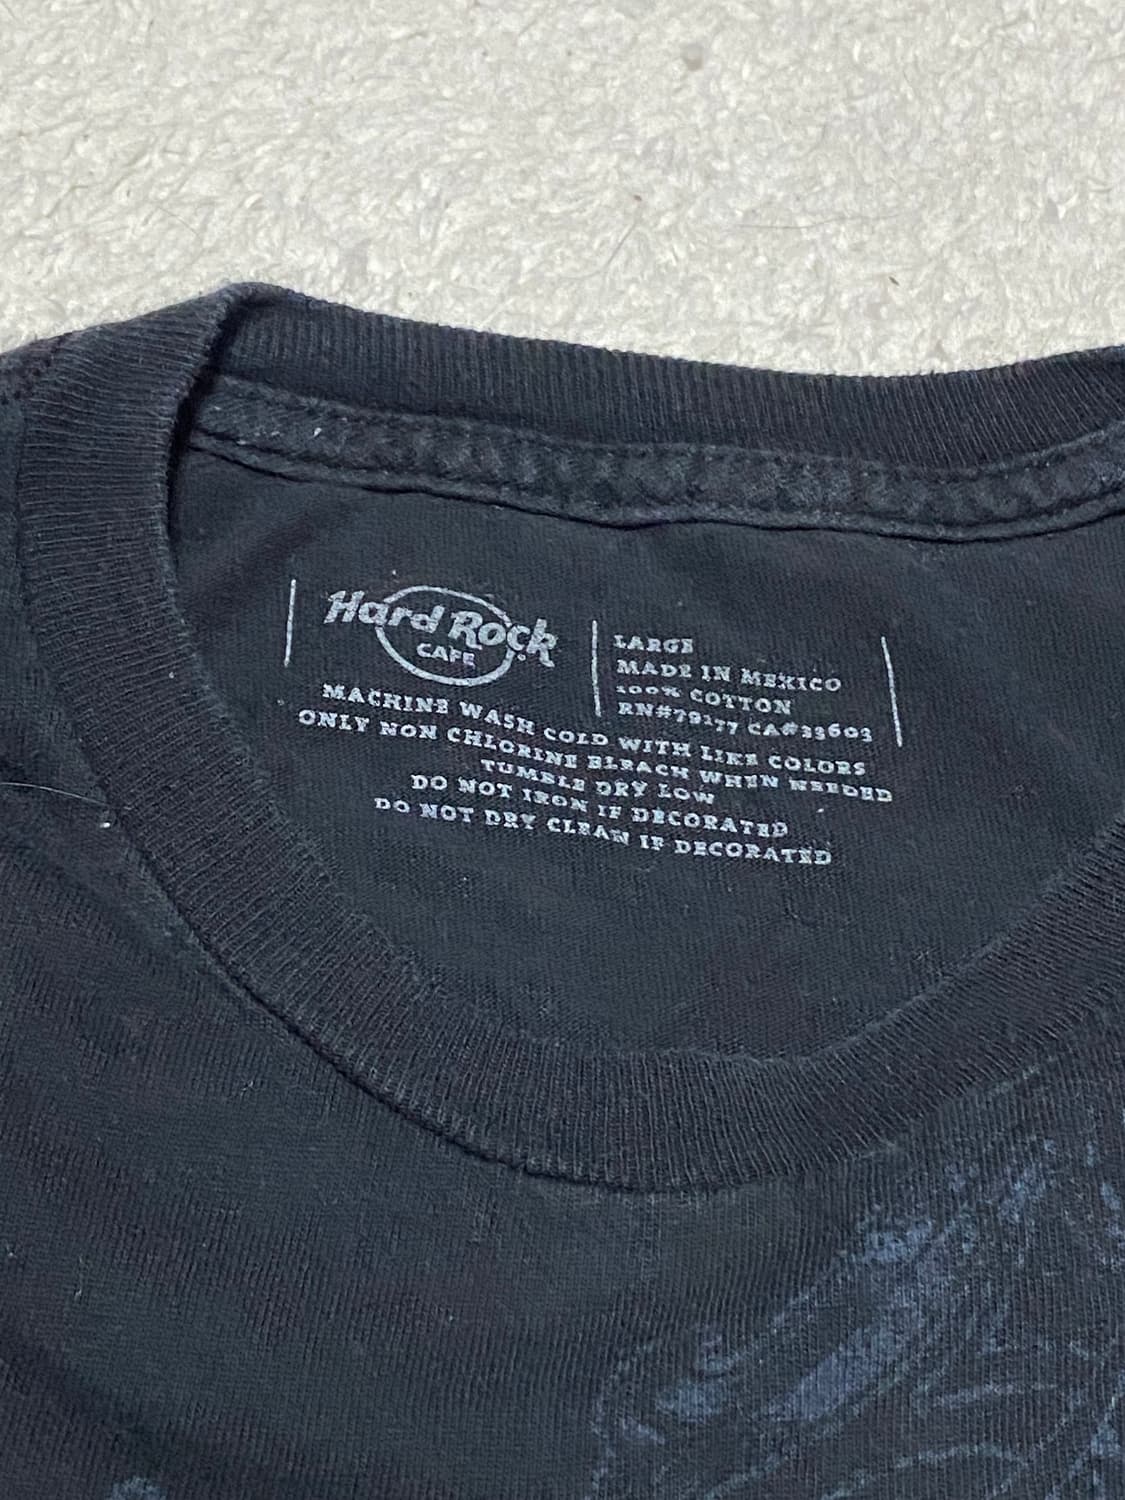 Hard Rock
CAFE
LARGE
MADE IN MEXICO
100% COTTON
RN#79177 CA#33603
MACHINE WASH COLD WITH LIKE COLORS
ONLY NON CHLORINE BLEACH WHEN NEEDED
TUMBLE DRY LOW
DO NOT IRON IF DECORATED
DO NOT DRY CLEAN IF DECORATED